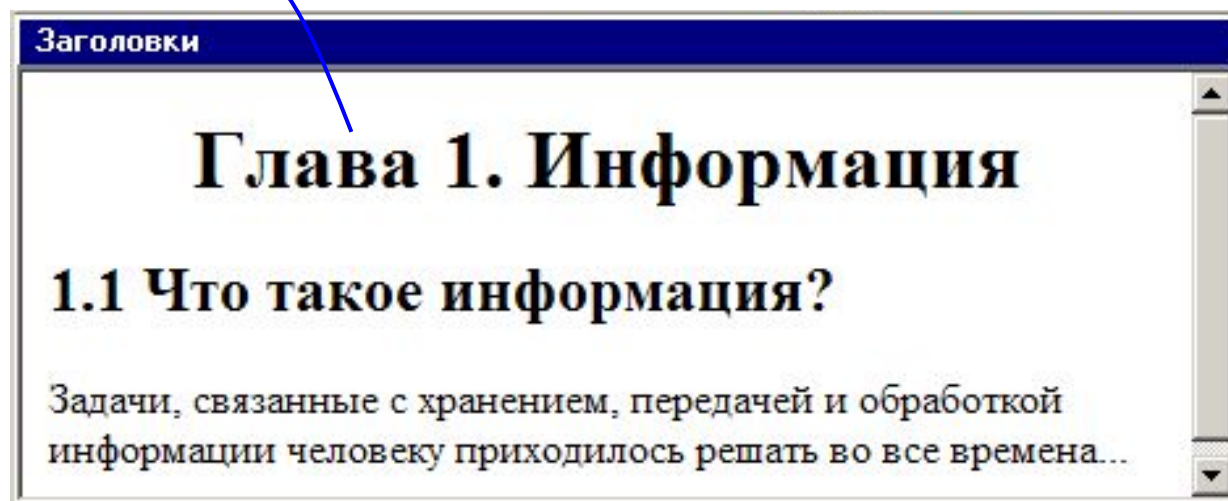 Заголовки
Глава 1. Информация
1.1 Что такое информация?
Задачи, связанные с хранением, передачей и обработкой
информации человеку приходилось решать во все времена...